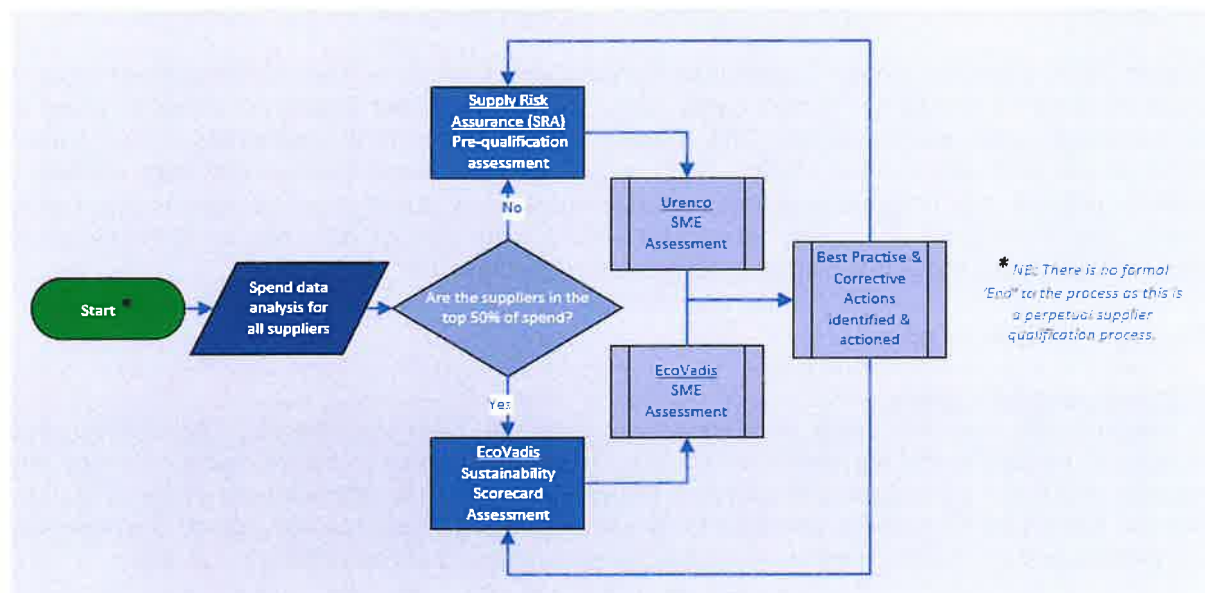 Supply Risk
Assurance (SRA)
Pre-qualification
assessment
No
Urenco
SME
Assessment
Start *
Spend data
analysis for
all suppliers
Are the suppliers in the
top 50% of spend?
Best Practise &
Corrective
Actions
Identified &
actioned
* NB: There is no formal
"End" to the process as this is
a perpetual supplier
qualification process.
Yes
EcoVadis
SME
Assessment
EcoVadis
Sustainability
Scorecard
Assessment